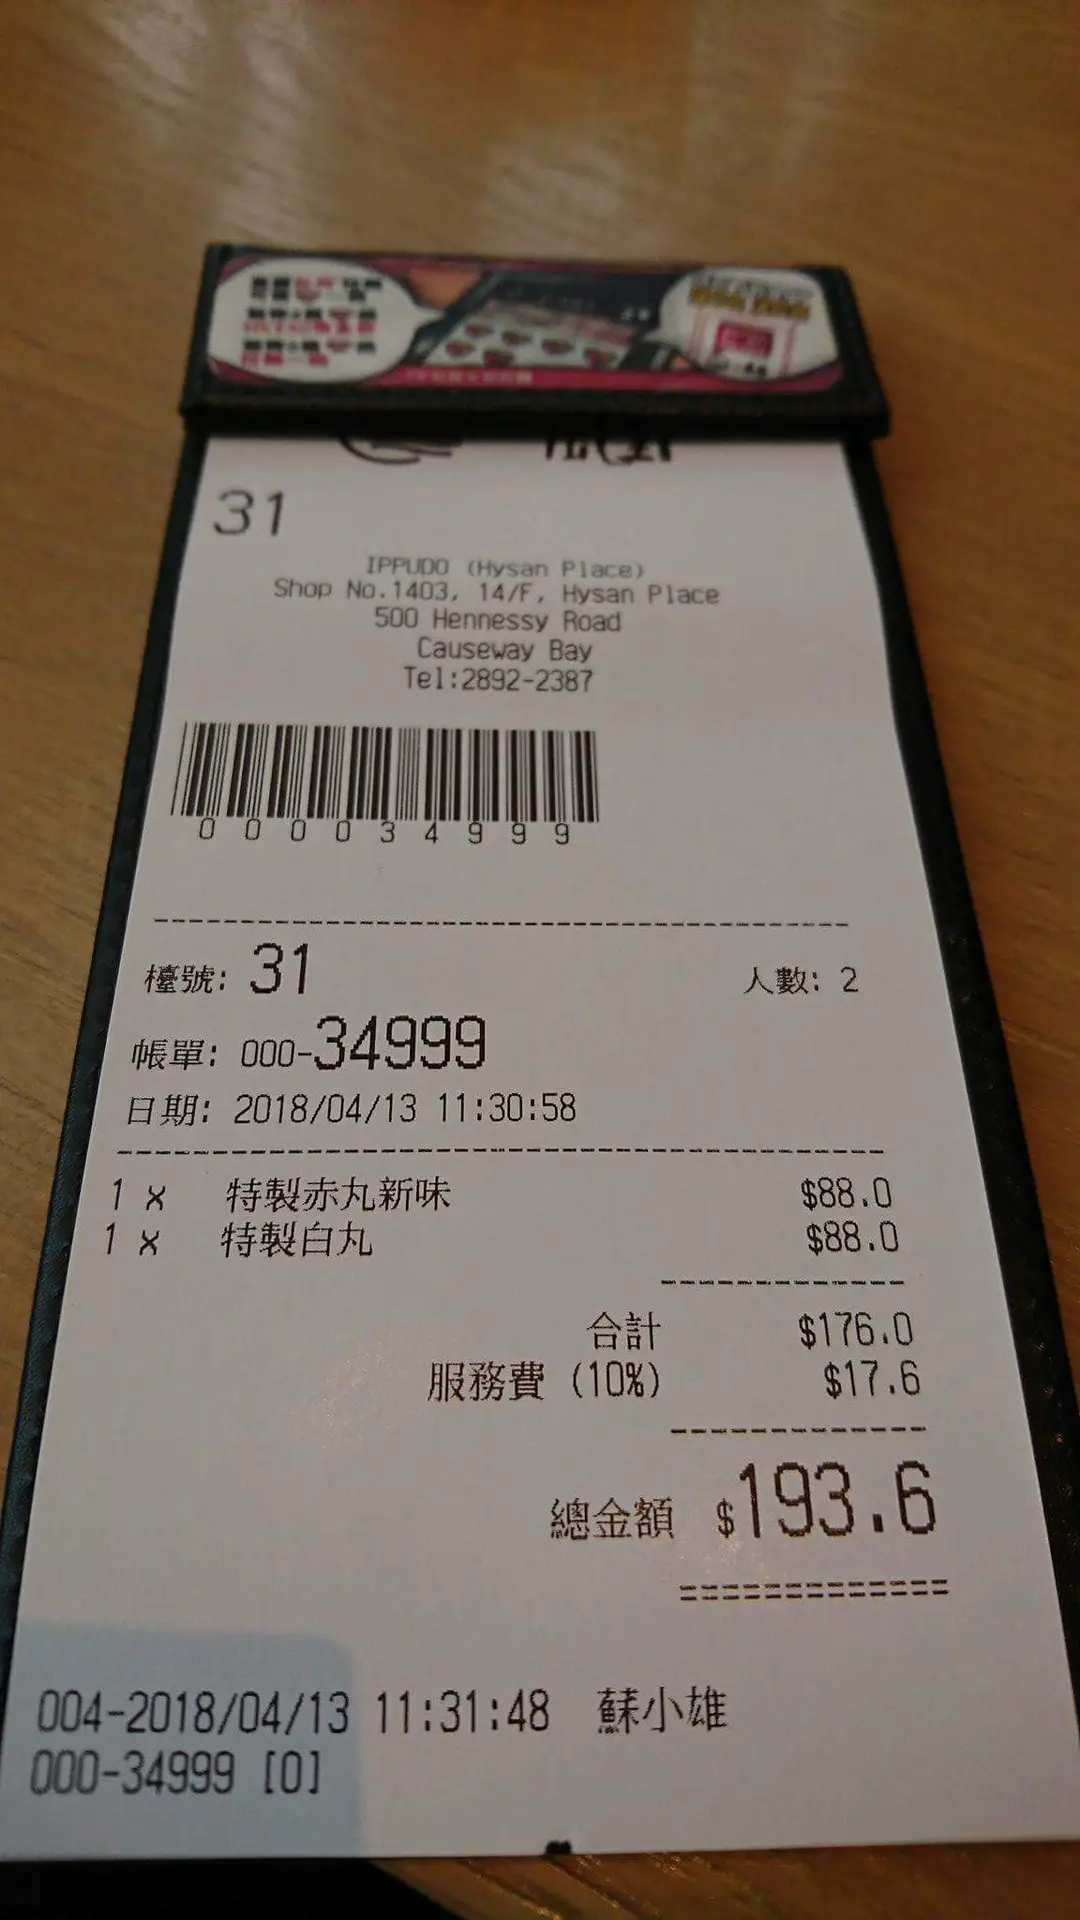 31
IPPUDO (Hysan Place)
Shop No.1403, 14/F, Hysan Place
500 Hennessy Road
Causeway Bay
Tel:2892-2387
000034999
檯號: 31 人數: 2
帳單: 000-34999
日期: 2018/04/13 11:30:58
1 x 特製赤丸新味 $88.0
1 x 特製白丸 $88.0
合計 $176.0
服務費 (10%) $17.6
總金額 $193.6
004-2018/04/13 11:31:48 蘇小雄
000-34999 [0]